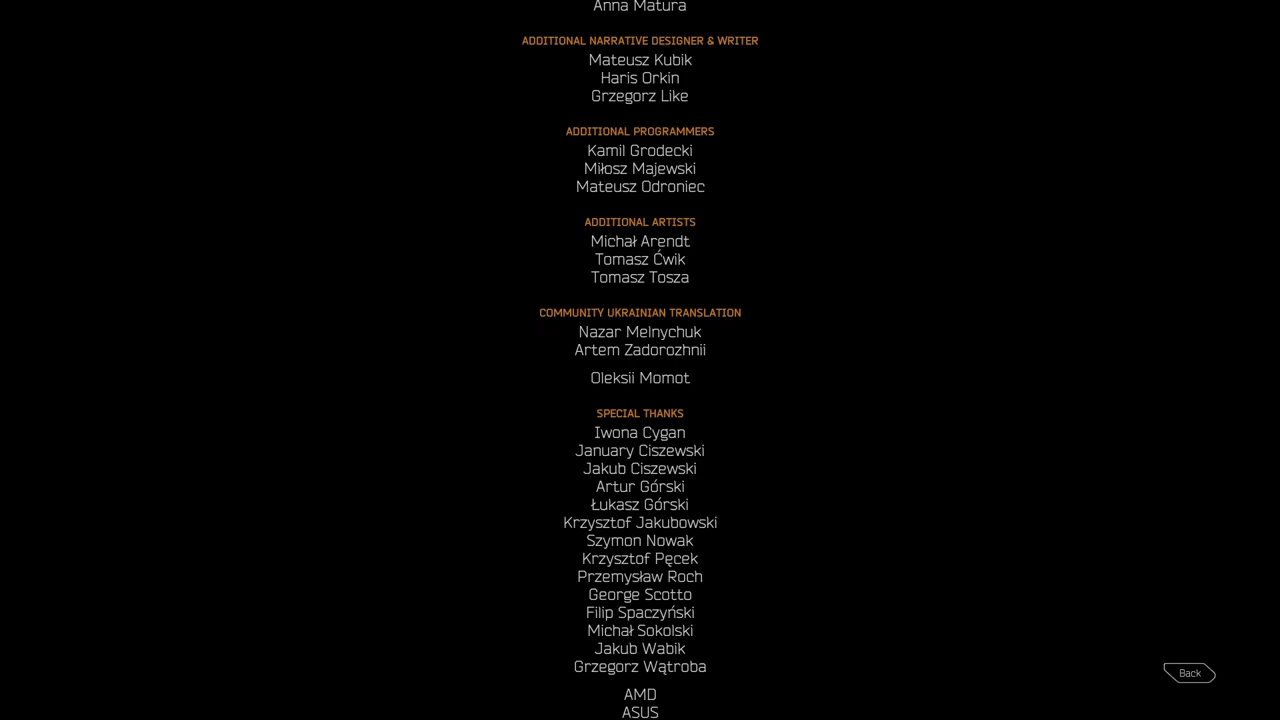 Anna Matura
ADDITIONAL NARRATIVE DESIGNER & WRITER
Mateusz Kubik
Haris Orkin
Grzegorz Like
ADDITIONAL PROGRAMMERS
Kamil Grodecki
Miłosz Majewski
Mateusz Odroniec
ADDITIONAL ARTISTS
Michał Arendt
Tomasz Ćwik
Tomasz Tosza
COMMUNITY UKRAINIAN TRANSLATION
Nazar Melnychuk
Artem Zadorozhnii
Oleksii Momot
SPECIAL THANKS
Iwona Cygan
January Ciszewski
Jakub Ciszewski
Artur Górski
Łukasz Górski
Krzysztof Jakubowski
Szymon Nowak
Krzysztof Pęcek
Przemysław Roch
George Scotto
Filip Spaczyński
Michał Sokolski
Jakub Wabik
Grzegorz Wątroba
Back
AMD
ASUS